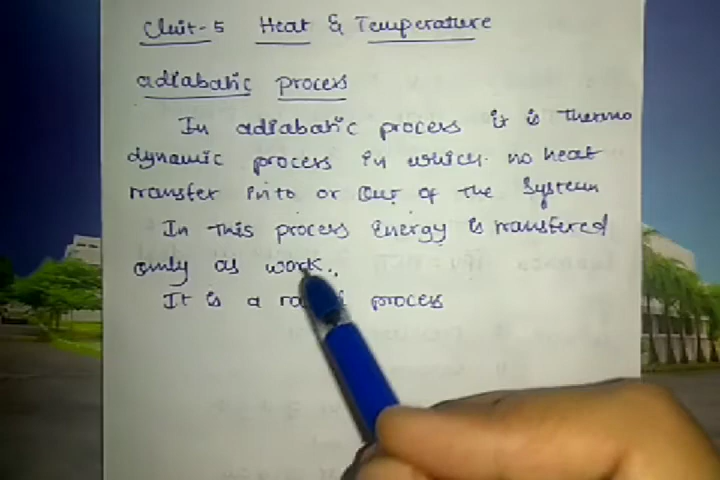 Unit-5 Heat & Temperature
adiabatic process
In adiabatic process it is thermo
dynamic process in which no heat
transfer into or out of the system
In this process Energy is transferred
only as work.
It is a process